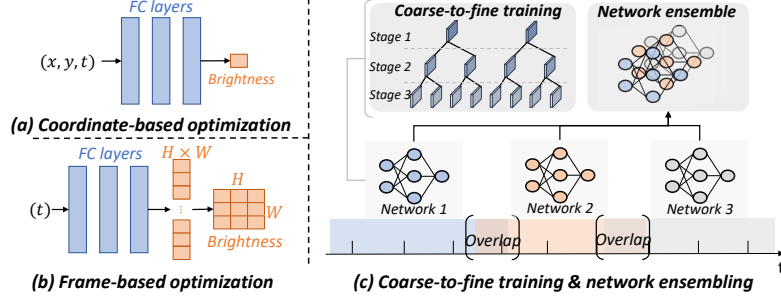 FC layers
(x, y, t)
Brightness
(a) Coordinate-based optimization
FC layers
H × W
H
(t)
W
Brightness
(b) Frame-based optimization
Coarse-to-fine training
Stage 1
Stage 2
Stage 3
Network ensemble
Network 1
Network 2
Network 3
(Overlap)
(Overlap)
t
(c) Coarse-to-fine training & network ensembling